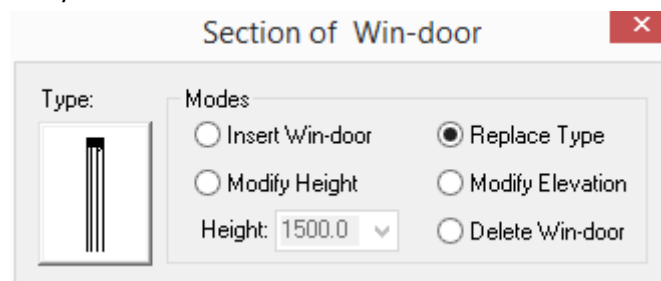 Section of Win-door
Type:
Modes
Insert Win-door
Replace Type
Modify Height
Modify Elevation
Height: 1500.0
Delete Win-door